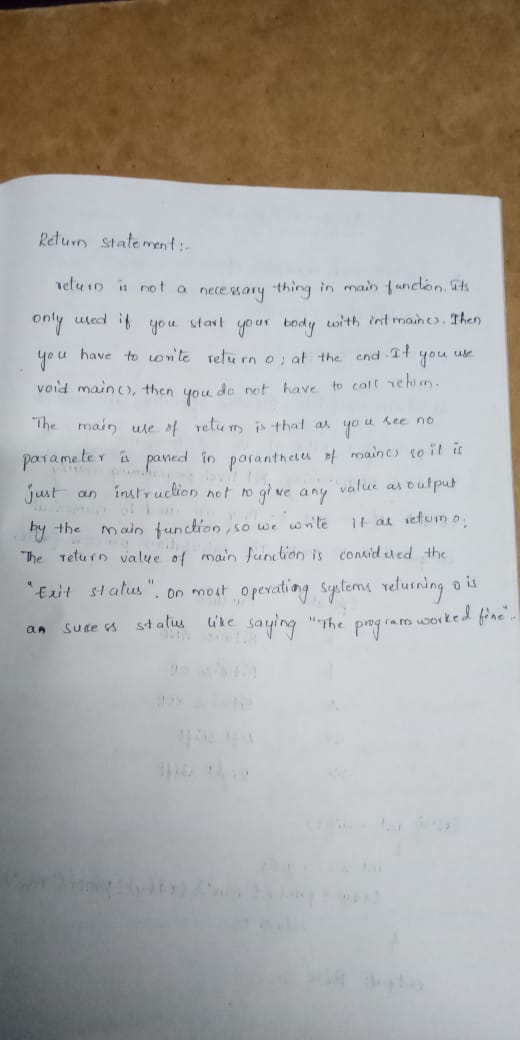 Return statement:-
return is not a necessary thing in main function. Its
only used if you start your body with int main(). Then
you have to write return 0; at the end. If you use
void main(), then you do not have to call return.
The main use of return is that as you see no
parameter is passed in parantheses of main() so it is
just an instruction not to give any value as output
by the main function, so we write it as return 0;
The return value of main function is considered the
"Exit status". On most operating systems returning 0 is
an sucess status like saying "The program worked fine".